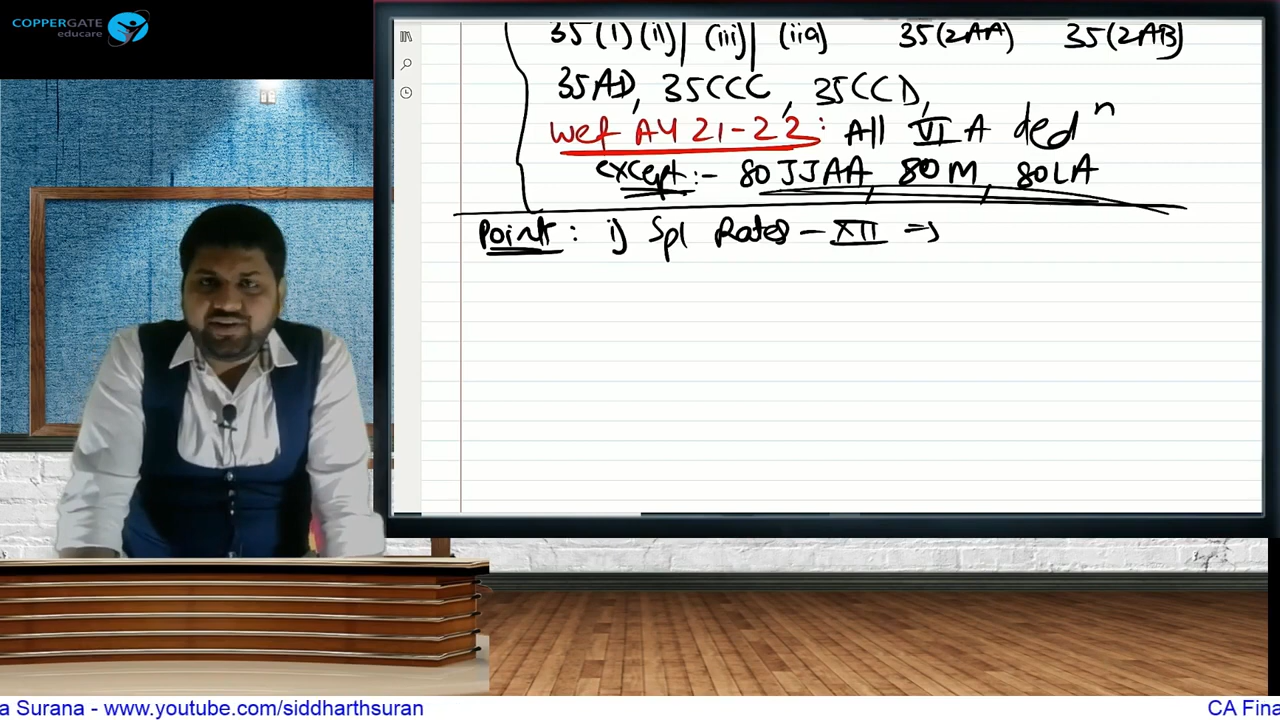 COPPERGATE
educare
35(1)(ii)| (iii)| (iia) 35(2AA) 35(2AB)
35AD, 35CCC, 35CCD,
wef AY 21-22: All VI A dedⁿ
except:- 80JJAA 80M 80LA
Point: i) Spl Rates - XII =>
a Surana - www.youtube.com/siddharthsuran
CA Fina